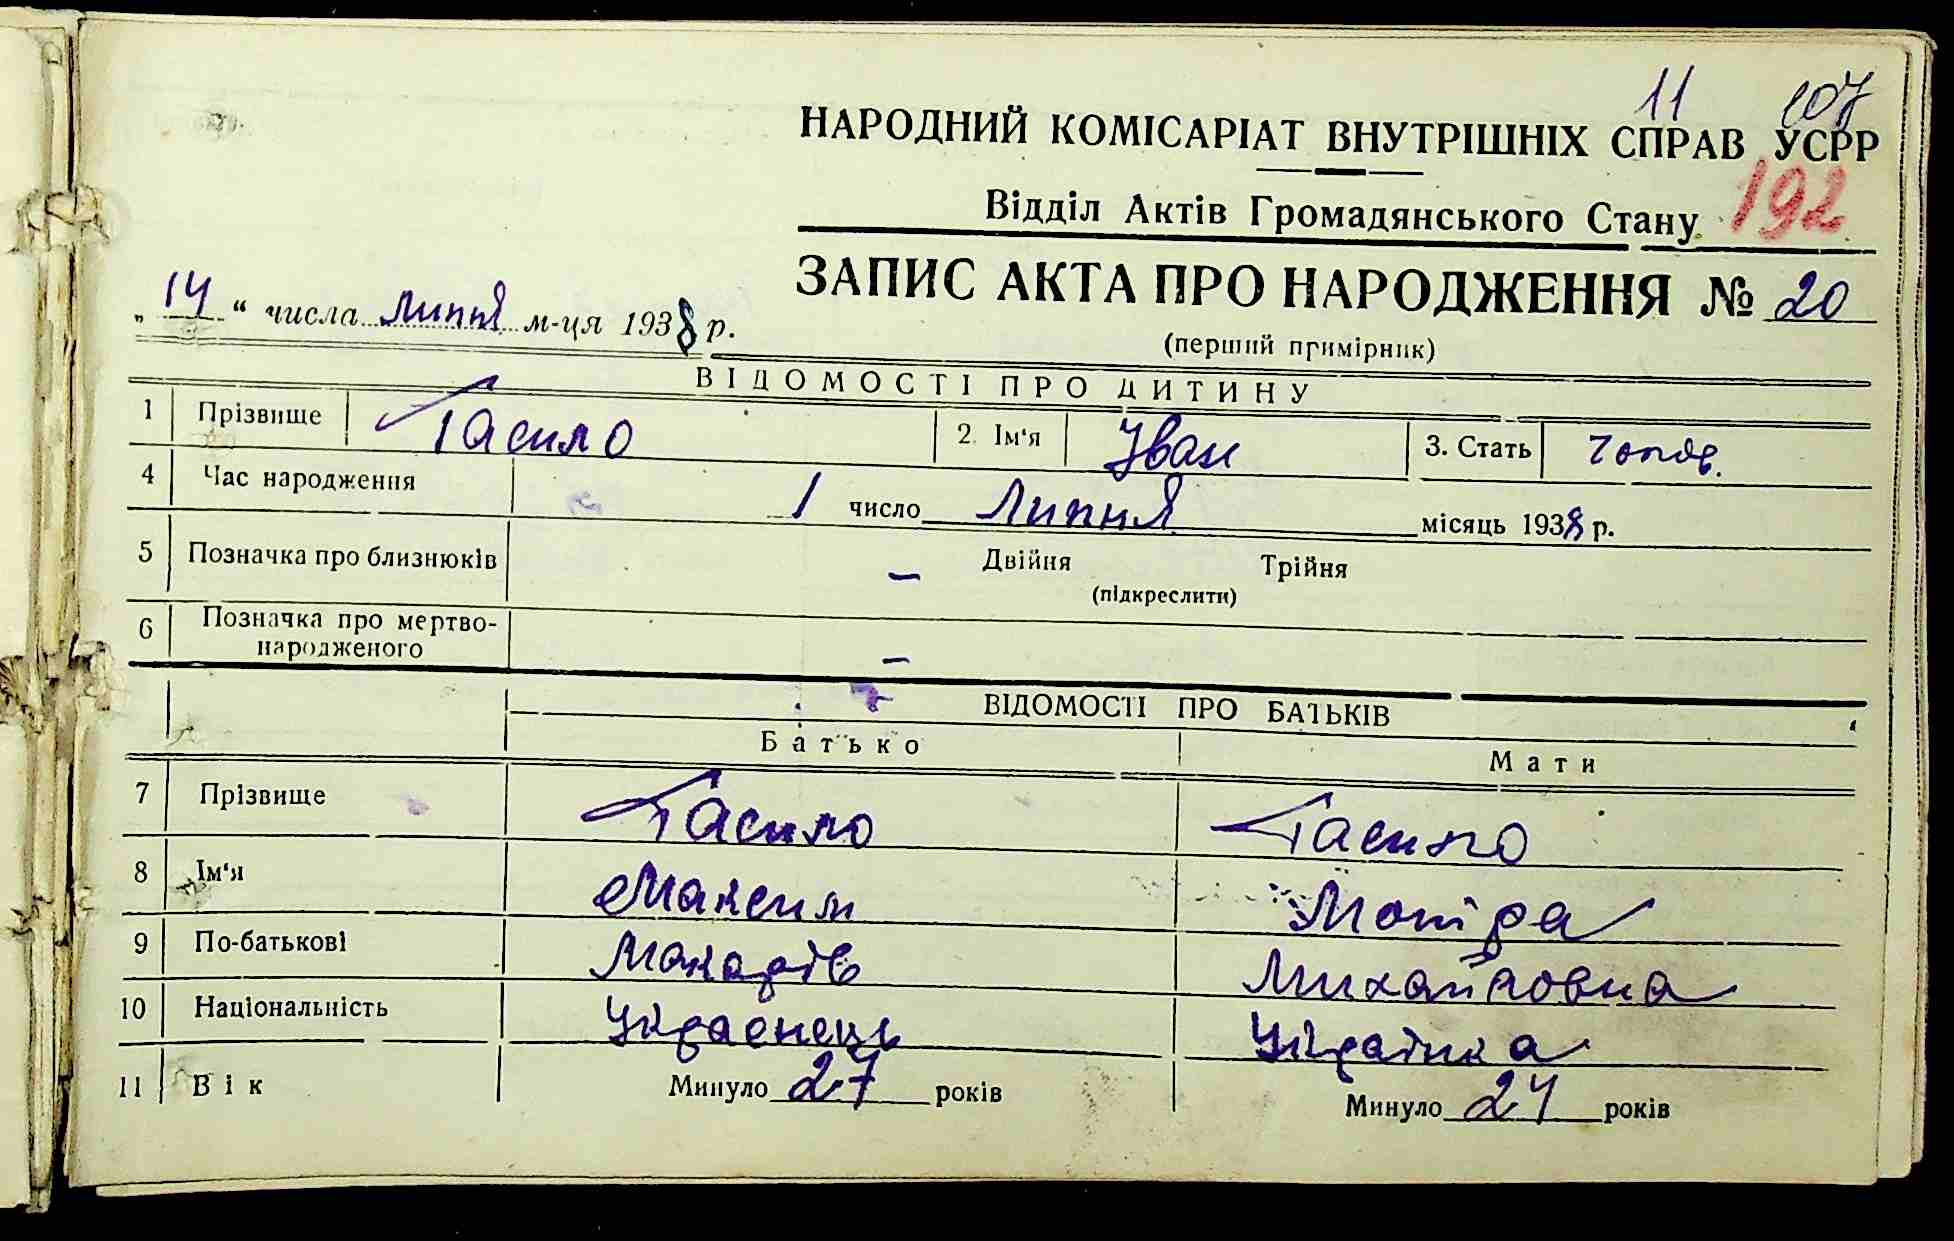 11 107
НАРОДНИЙ КОМІСАРІАТ ВНУТРІШНІХ СПРАВ УСРР
Відділ Актів Громадянського Стану 192
ЗАПИС АКТА ПРО НАРОДЖЕННЯ № 20
„14“ числа Липня м-ця 1938 р.
(перший примірник)
ВІДОМОСТІ ПРО ДИТИНУ
1 Прізвище Гасило 2. Ім'я Іван 3. Стать чолов.
4 Час народження 1 число Липня місяць 1938 р.
5 Позначка про близнюків – Двійня Трійня
(підкреслити)
6 Позначка про мертво-
народженого –
ВІДОМОСТІ ПРО БАТЬКІВ
Батько Мати
7 Прізвище Гасило Гасило
8 Ім'я Максим Мотря
9 По-батькові Макарів Михайловна
10 Національність Украенець Українка
11 Вік Минуло 27 років Минуло 24 років